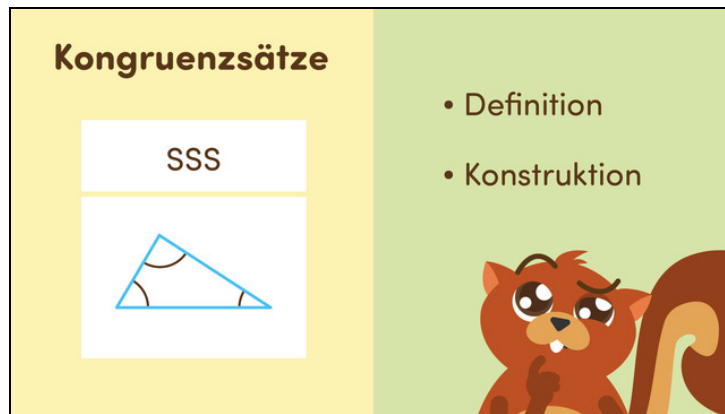 Kongruenzsätze
SSS
• Definition
• Konstruktion